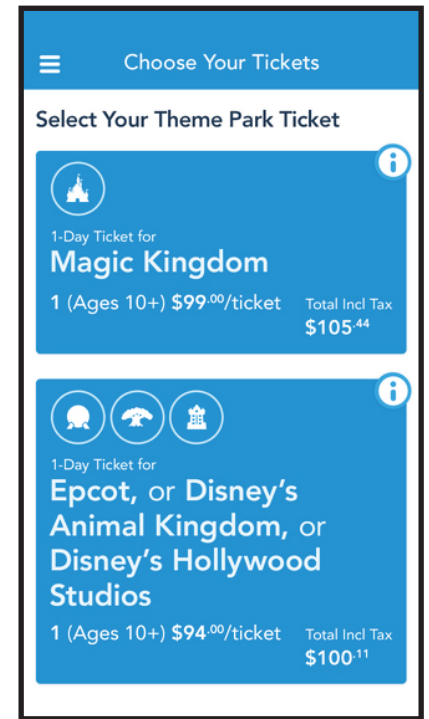 Choose Your Tickets
Select Your Theme Park Ticket
1-Day Ticket for
Magic Kingdom
1 (Ages 10+) $99.00/ticket
Total Incl Tax
$105.44
1-Day Ticket for
Epcot, or Disney's
Animal Kingdom, or
Disney's Hollywood
Studios
1 (Ages 10+) $94.00/ticket
Total Incl Tax
$100.11